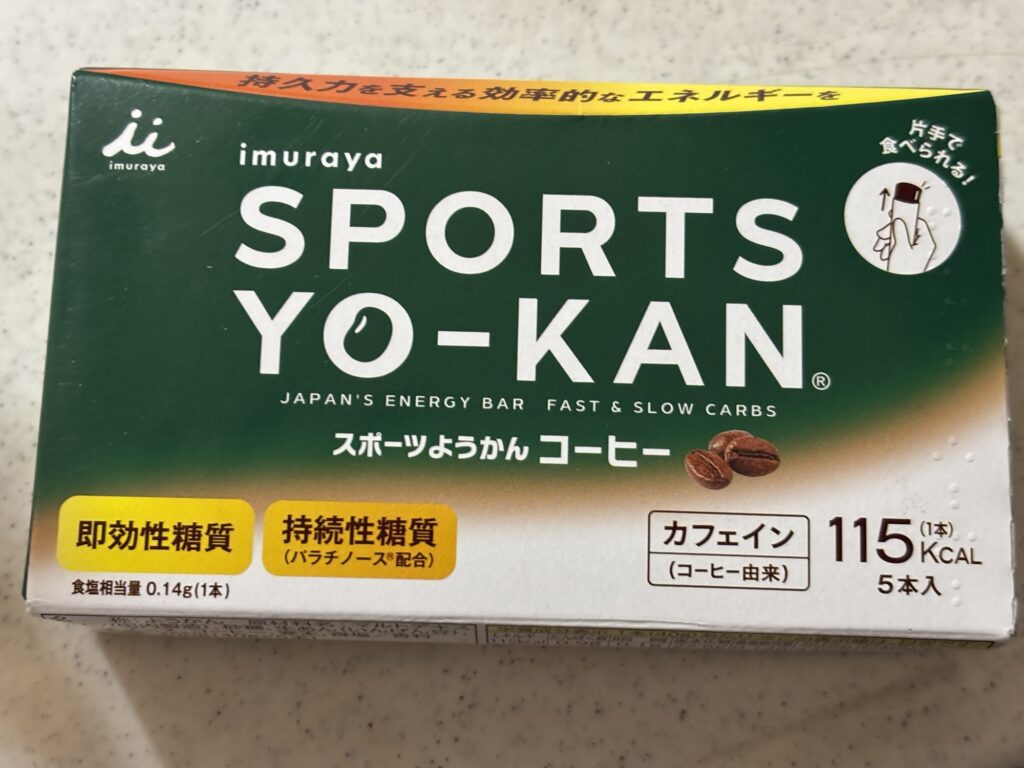 持久力を支える効率的なエネルギーを
imuraya
imuraya
片手で
食べられる!
SPORTS
YO-KAN®
JAPAN'S ENERGY BAR FAST & SLOW CARBS
スポーツようかん コーヒー
即効性糖質
持続性糖質
(パラチノース®配合)
食塩相当量 0.14g(1本)
カフェイン
(コーヒー由来)
115(1本)KCAL
5本入